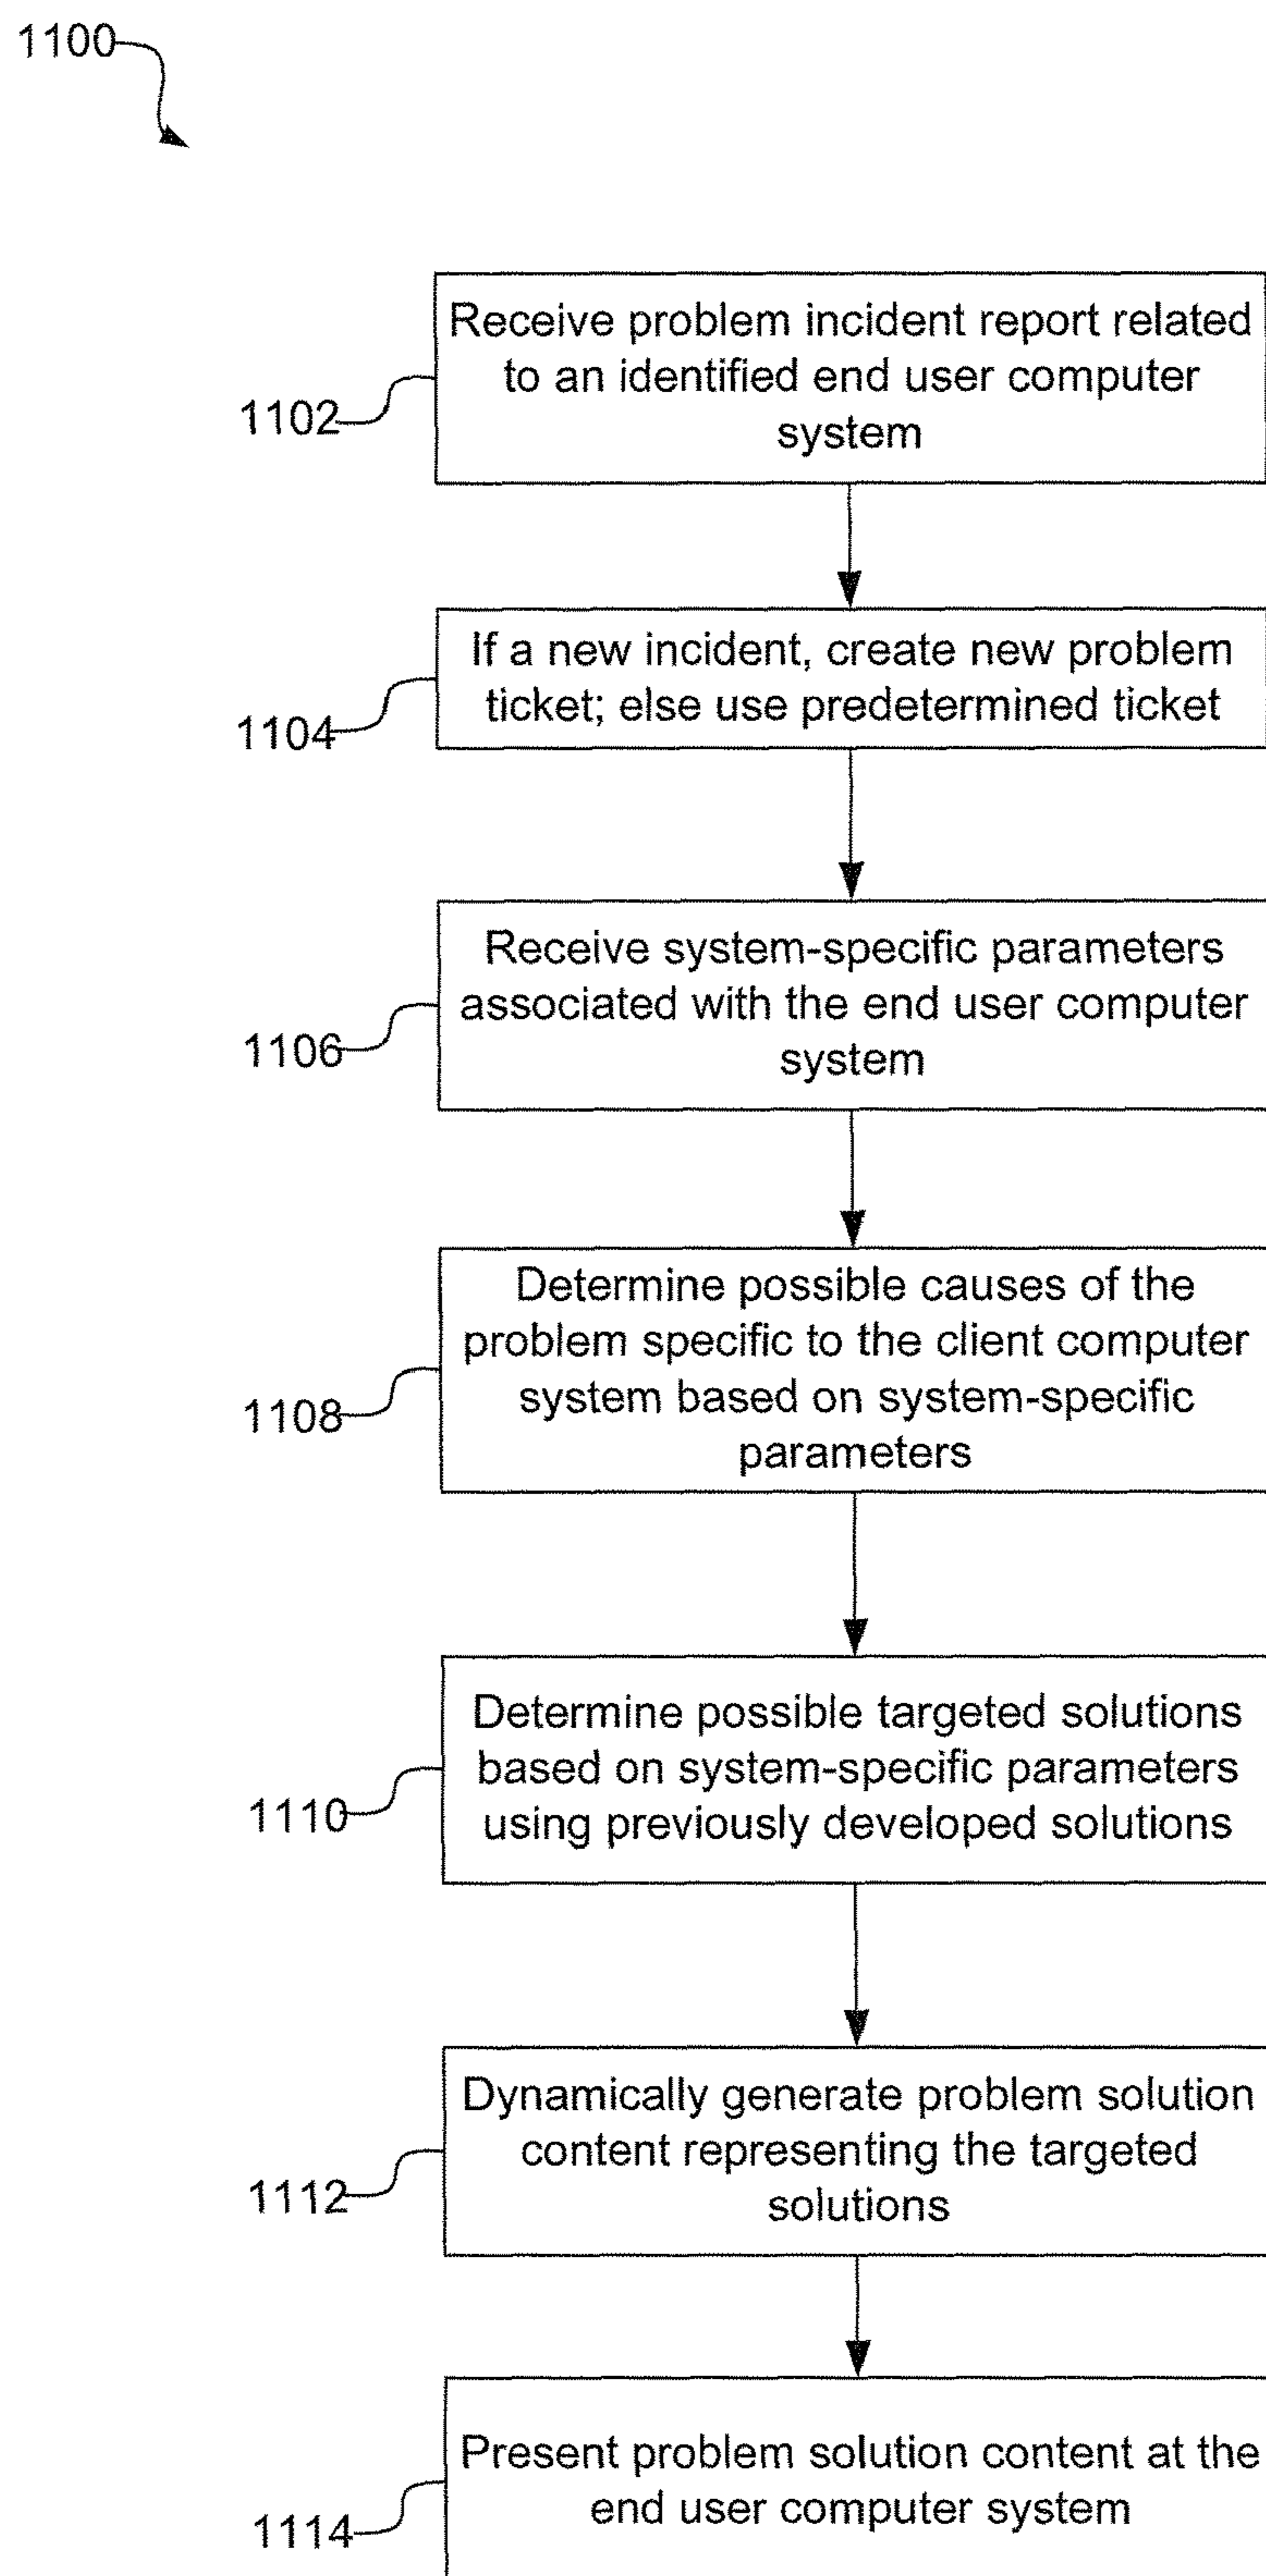 1100
Receive problem incident report related
to an identified end user computer
system
1102
If a new incident, create new problem
ticket; else use predetermined ticket
1104
Receive system-specific parameters
associated with the end user computer
system
1106
Determine possible causes of the
problem specific to the client computer
system based on system-specific
parameters
1108
Determine possible targeted solutions
based on system-specific parameters
using previously developed solutions
1110
Dynamically generate problem solution
content representing the targeted
solutions
1112
Present problem solution content at the
end user computer system
1114